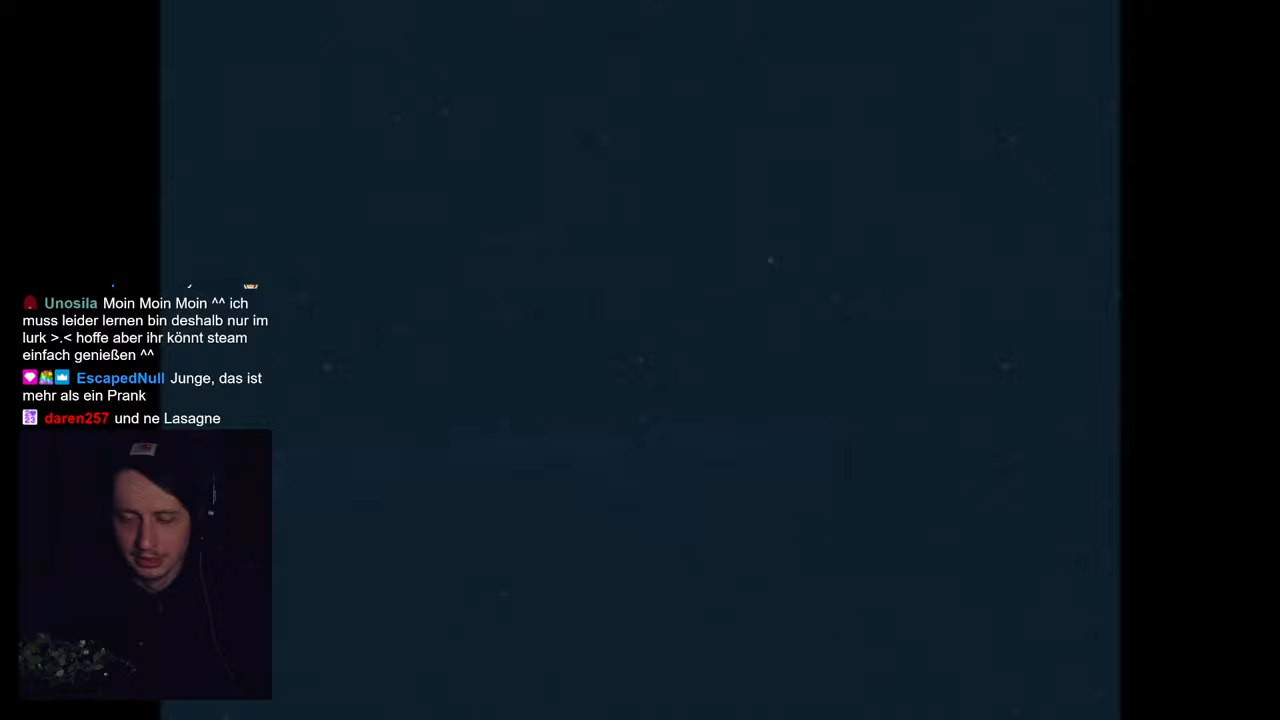 Unosila Moin Moin Moin ^^ ich
muss leider lernen bin deshalb nur im
lurk >.< hoffe aber ihr könnt steam
einfach genießen ^^
EscapedNull Junge, das ist
mehr als ein Prank
daren257 und ne Lasagne